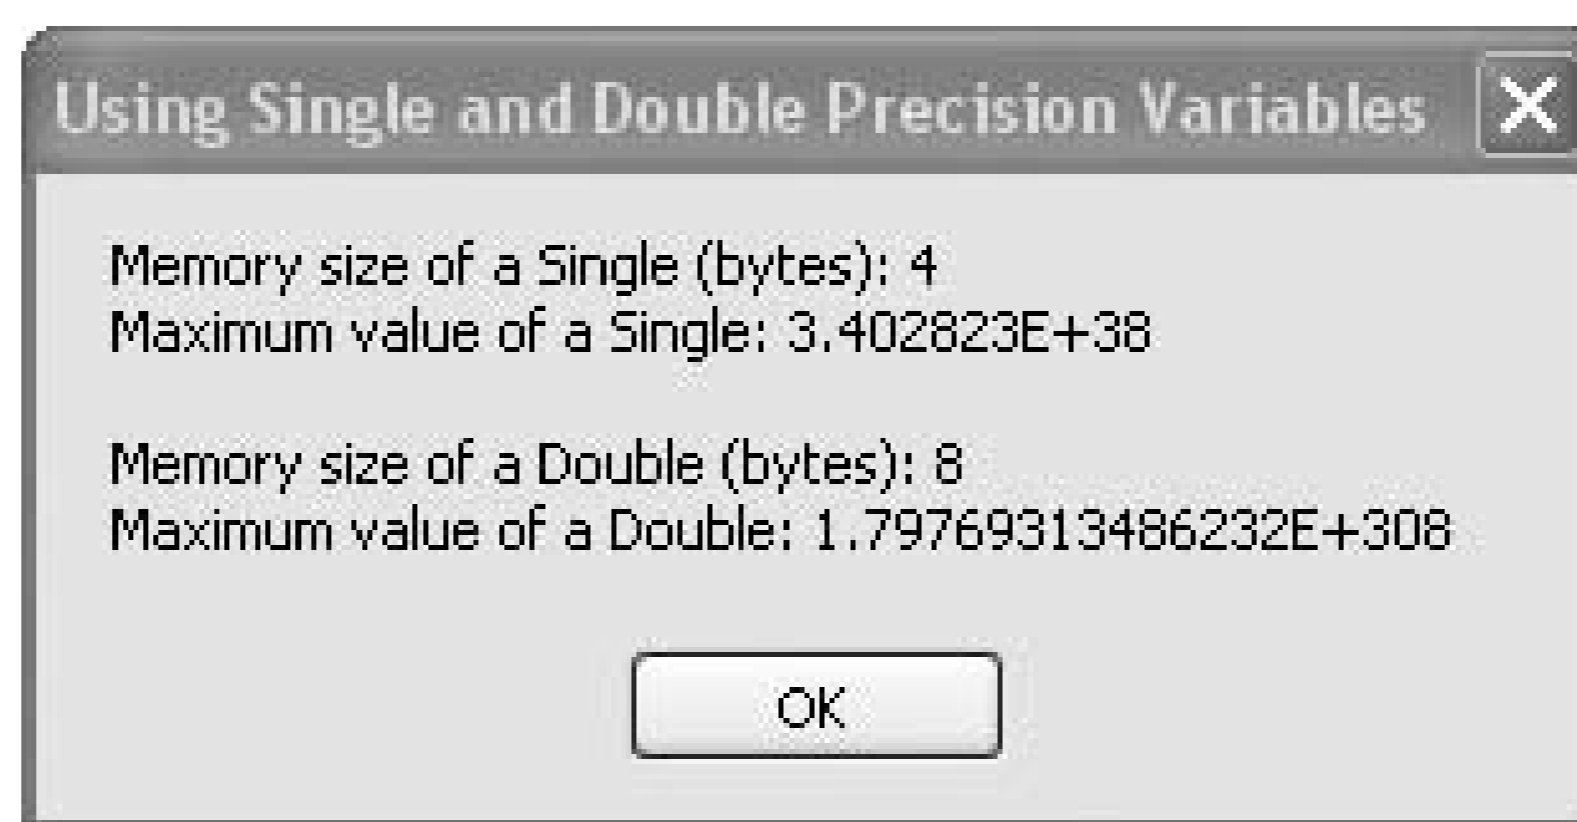 Using Single and Double Precision Variables
Memory size of a Single (bytes): 4
Maximum value of a Single: 3.402823E+38
Memory size of a Double (bytes): 8
Maximum value of a Double: 1.79769313486232E+308
OK